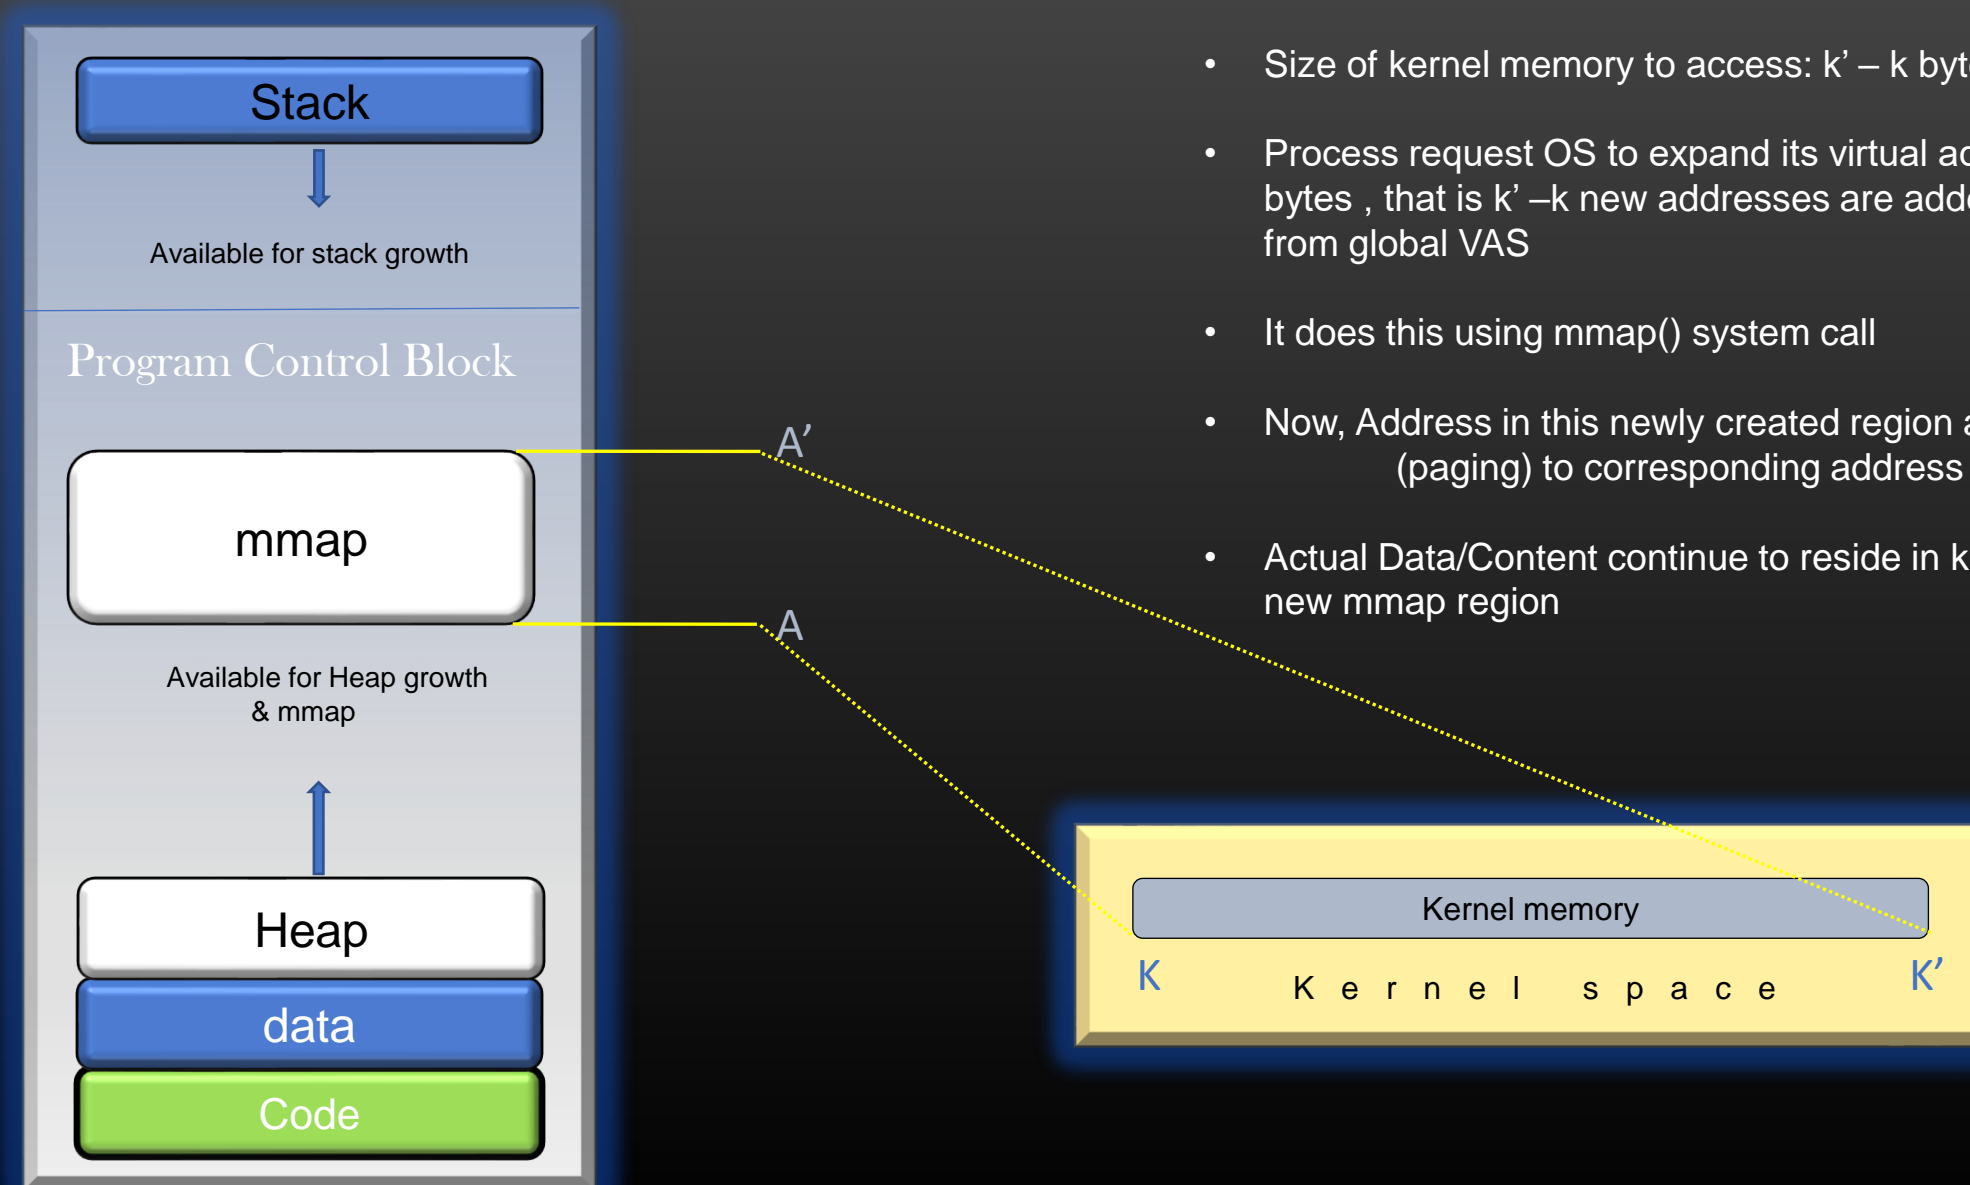 Stack
Available for stack growth
Program Control Block
mmap
Available for Heap growth
& mmap
Heap
data
Code
A’
A
• Size of kernel memory to access: k’ – k
• Process request OS to expand its virtual
bytes , that is k’ –k new addresses are
from global VAS
• It does this using mmap() system call
• Now, Address in this newly created region
(paging) to corresponding address
• Actual Data/Content continue to reside in
new mmap region
Kernel memory
K
Kernel space
K’